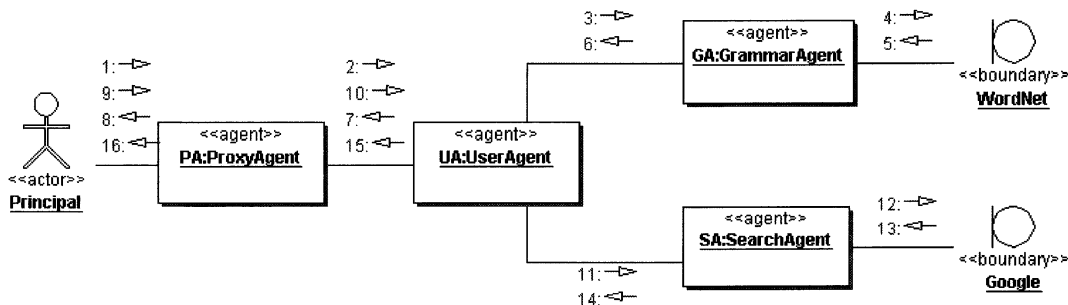 1:
9:
8:
16:
<<actor>>
Principal
<<agent>>
PA:ProxyAgent
2:
10:
7:
15:
<<agent>>
UA:UserAgent
3:
6:
<<agent>>
GA:GrammarAgent
4:
5:
<<boundary>>
WordNet
11:
14:
<<agent>>
SA:SearchAgent
12:
13:
<<boundary>>
Google